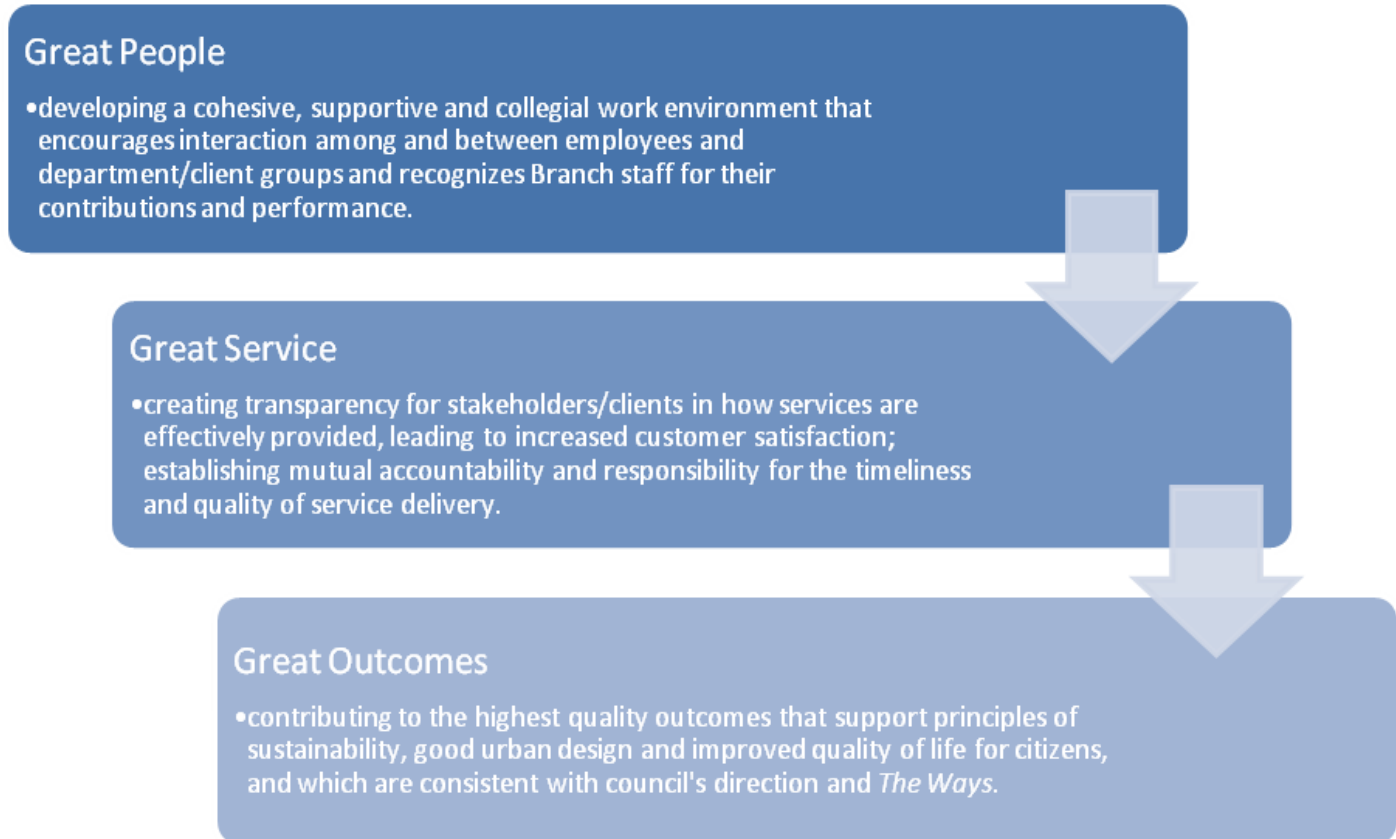 Great People
•developing a cohesive, supportive and collegial work environment that
encourages interaction among and between employees and
department/client groups and recognizes Branch staff for their
contributions and performance.
Great Service
•creating transparency for stakeholders/clients in how services are
effectively provided, leading to increased customer satisfaction;
establishing mutual accountability and responsibility for the timeliness
and quality of service delivery.
Great Outcomes
•contributing to the highest quality outcomes that support principles of
sustainability, good urban design and improved quality of life for citizens,
and which are consistent with council's direction and The Ways.